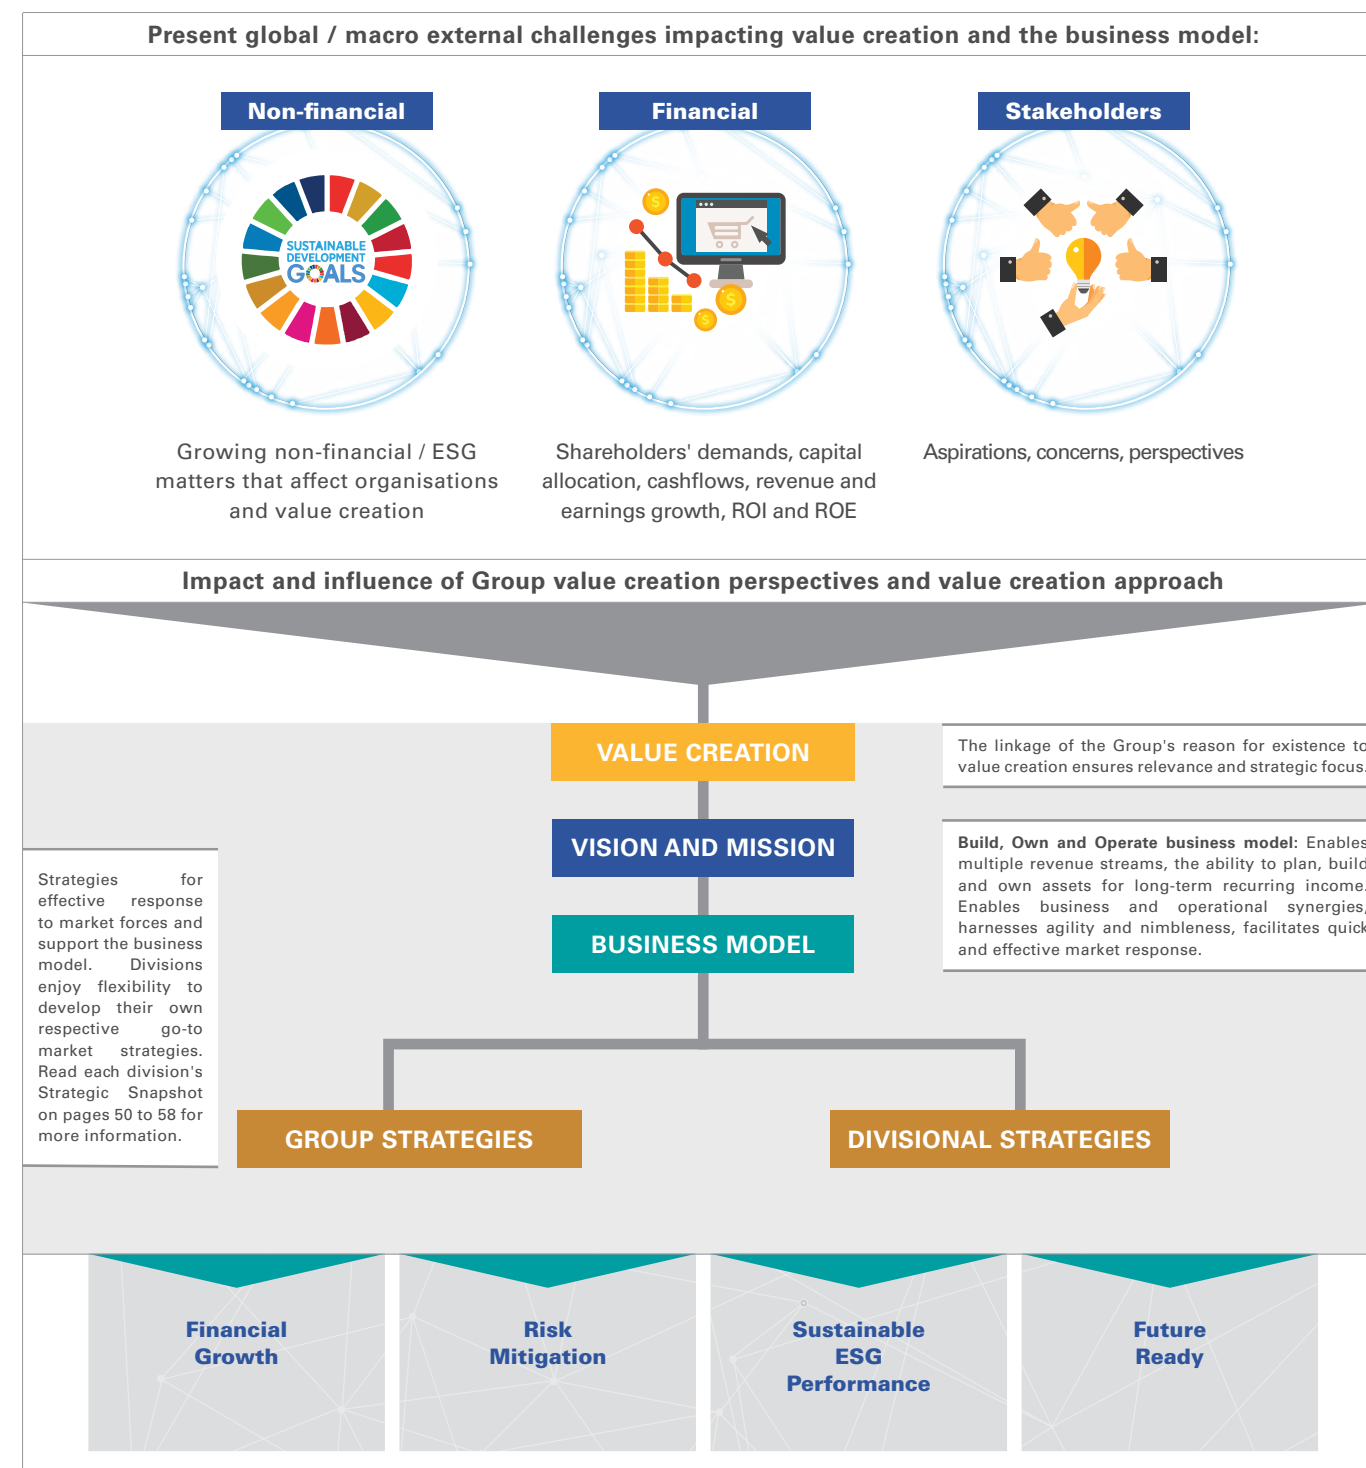 Present global / macro external challenges impacting value creation and the business model:
Non-financial
Financial
Stakeholders
SUSTAINABLE
DEVELOPMENT
GOALS
$
$
$
Growing non-financial / ESG
matters that affect organisations
and value creation
Shareholders' demands, capital
allocation, cashflows, revenue and
earnings growth, ROI and ROE
Aspirations, concerns, perspectives
Impact and influence of Group value creation perspectives and value creation approach
VALUE CREATION
The linkage of the Group's reason for existence to
value creation ensures relevance and strategic focus.
VISION AND MISSION
BUSINESS MODEL
Build, Own and Operate business model: Enables
multiple revenue streams, the ability to plan, build
and own assets for long-term recurring income.
Enables business and operational synergies,
harnesses agility and nimbleness, facilitates quick
and effective market response.
Strategies for
effective response
to market forces and
support the business
model. Divisions
enjoy flexibility to
develop their own
respective go-to
market strategies.
Read each division's
Strategic Snapshot
on pages 50 to 58 for
more information.
GROUP STRATEGIES
DIVISIONAL STRATEGIES
Financial
Growth
Risk
Mitigation
Sustainable
ESG
Performance
Future
Ready